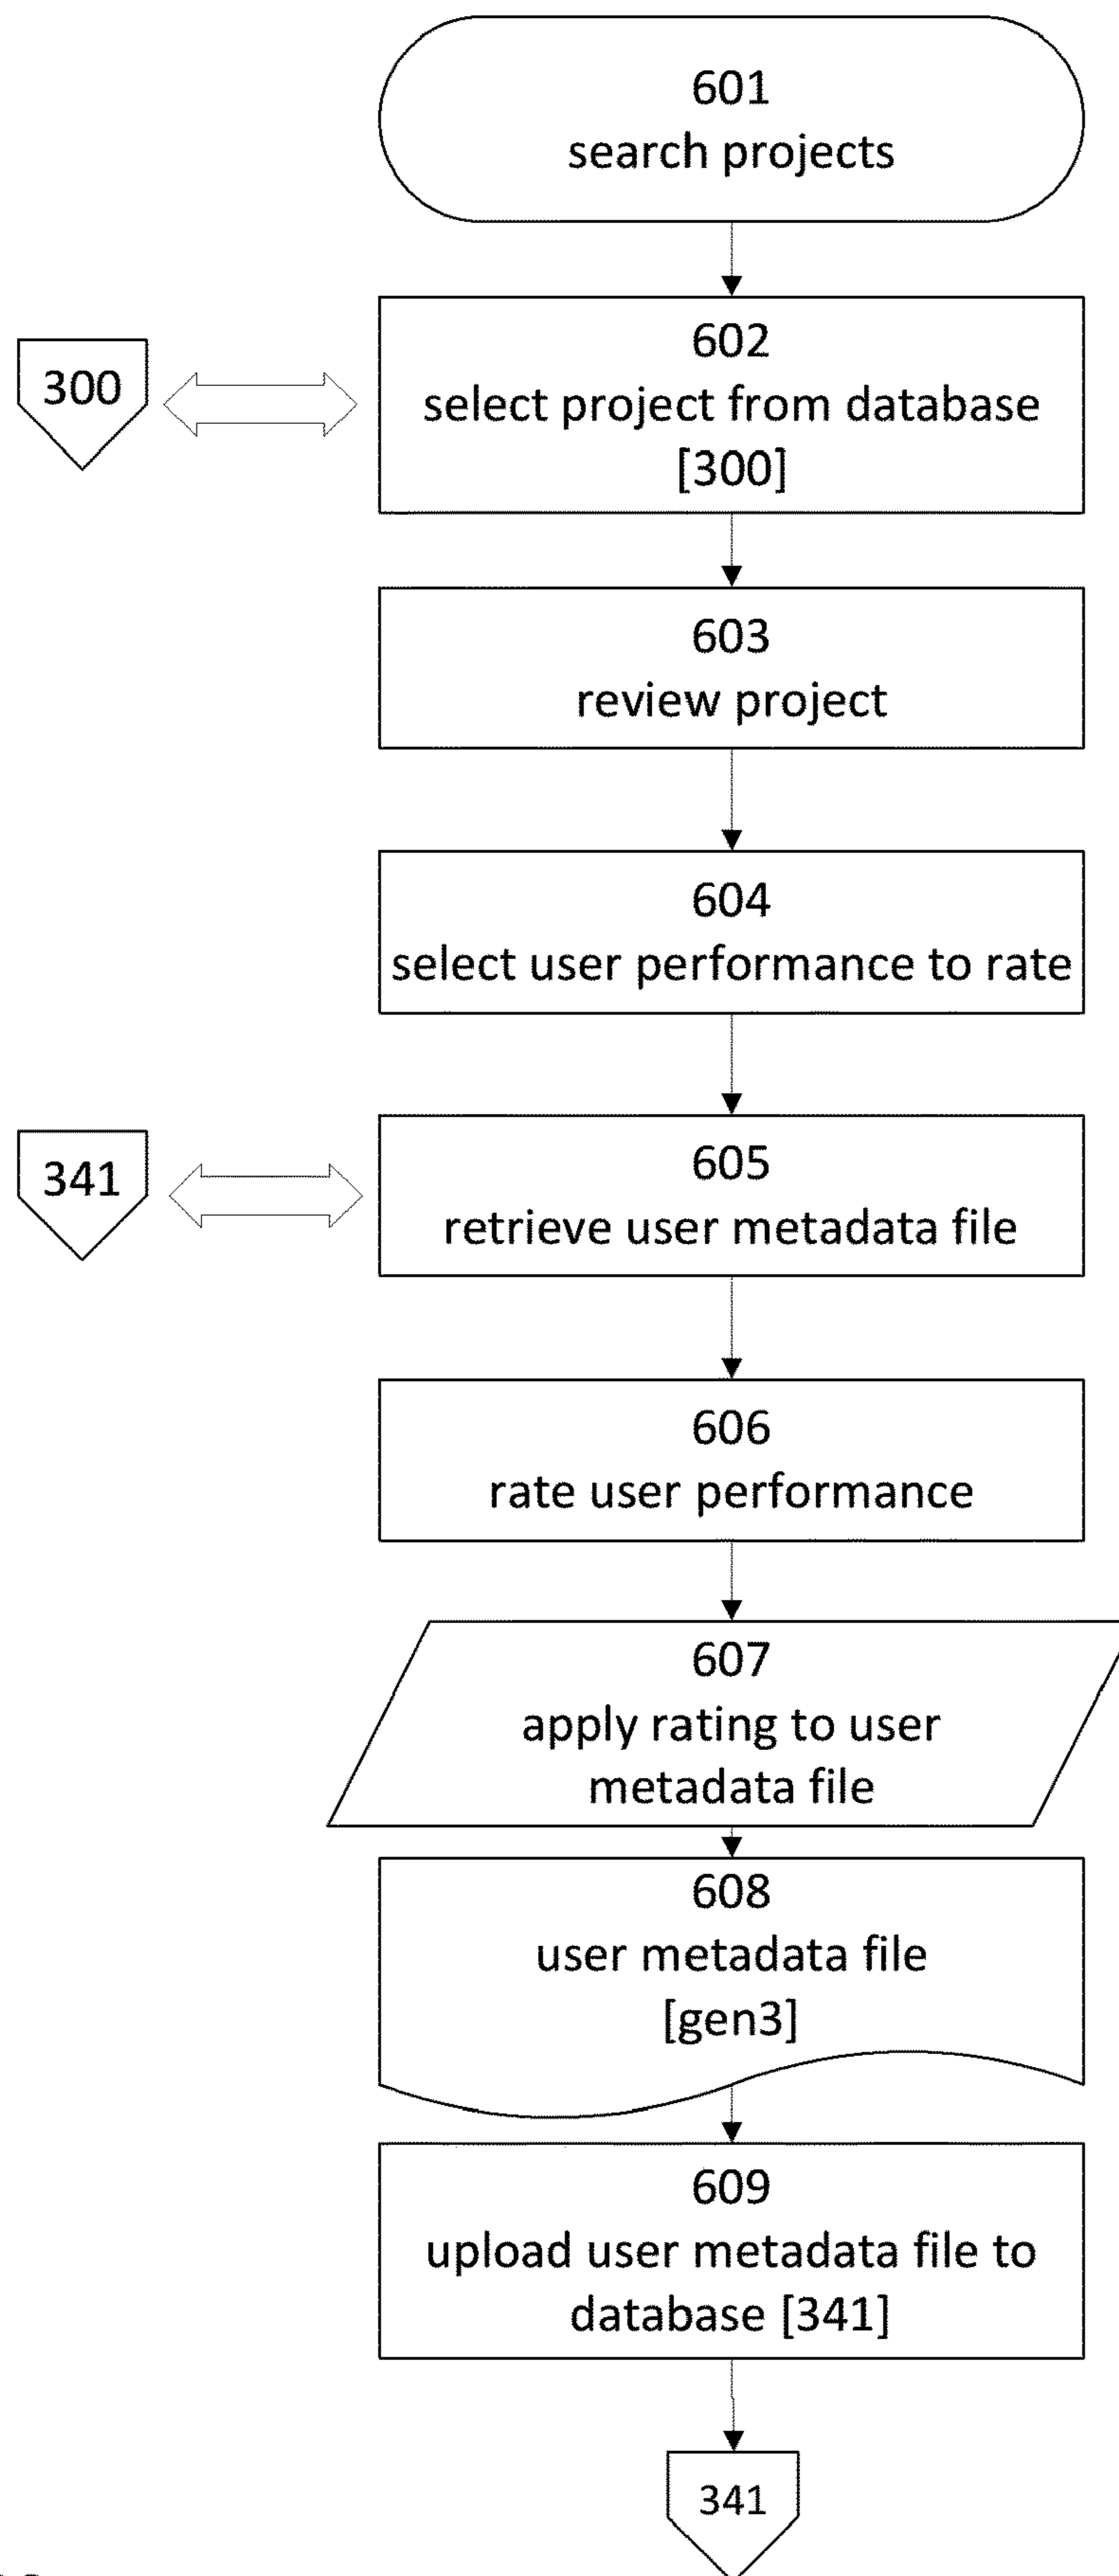 601
search projects
300
602
select project from database
[300]
603
review project
604
select user performance to rate
341
605
retrieve user metadata file
606
rate user performance
607
apply rating to user
metadata file
608
user metadata file
[gen3]
609
upload user metadata file to
database [341]
341